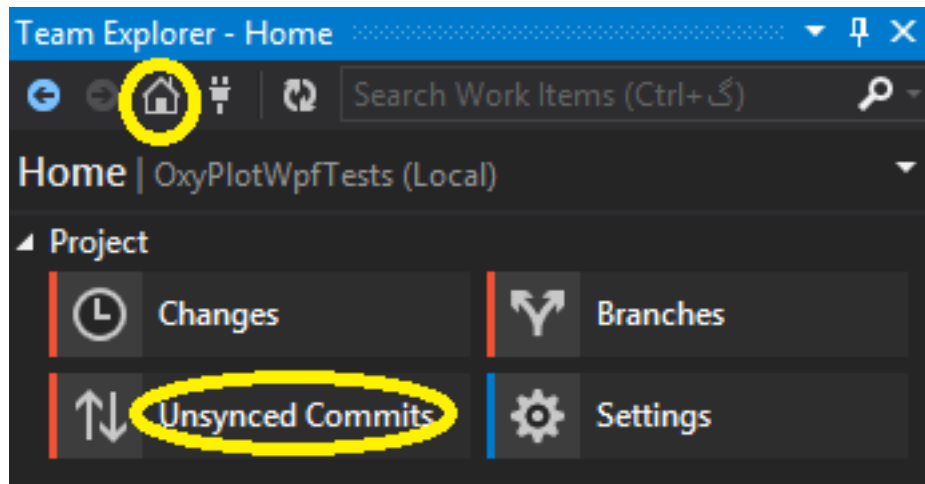 Team Explorer - Home
Search Work Items (Ctrl+گ)
Home | OxyPlotWpfTests (Local)
Project
Changes
Branches
Unsynced Commits
Settings